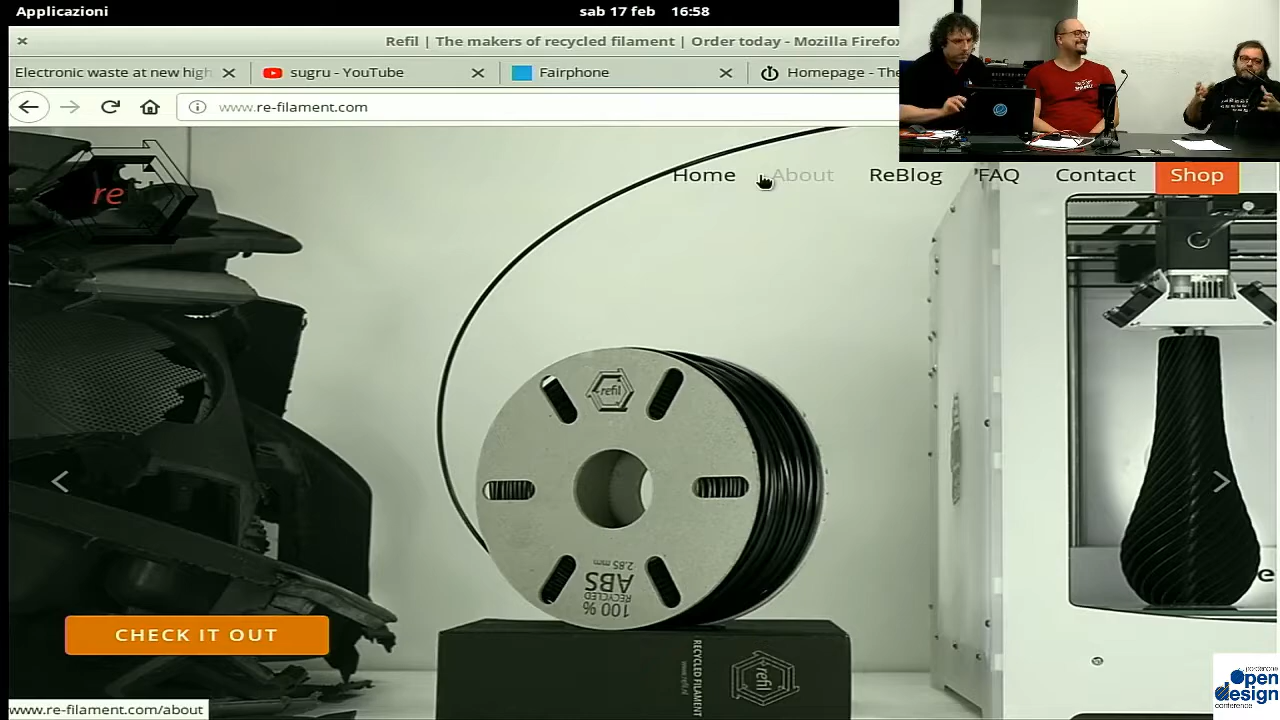 Applicazioni
sab 17 feb 16:58
Refil | The makers of recycled filament | Order today - Mozilla Firefox
Electronic waste at new high
sugru - YouTube
Fairphone
Homepage - The
www.re-filament.com
re
Home
About
ReBlog
FAQ
Contact
Shop
refil
100 %
RECYCLED
ABS
2.85 mm
CHECK IT OUT
RECYCLED FILAMENT
refil
www.re-filament.com/about
pordenone
open
design
conference